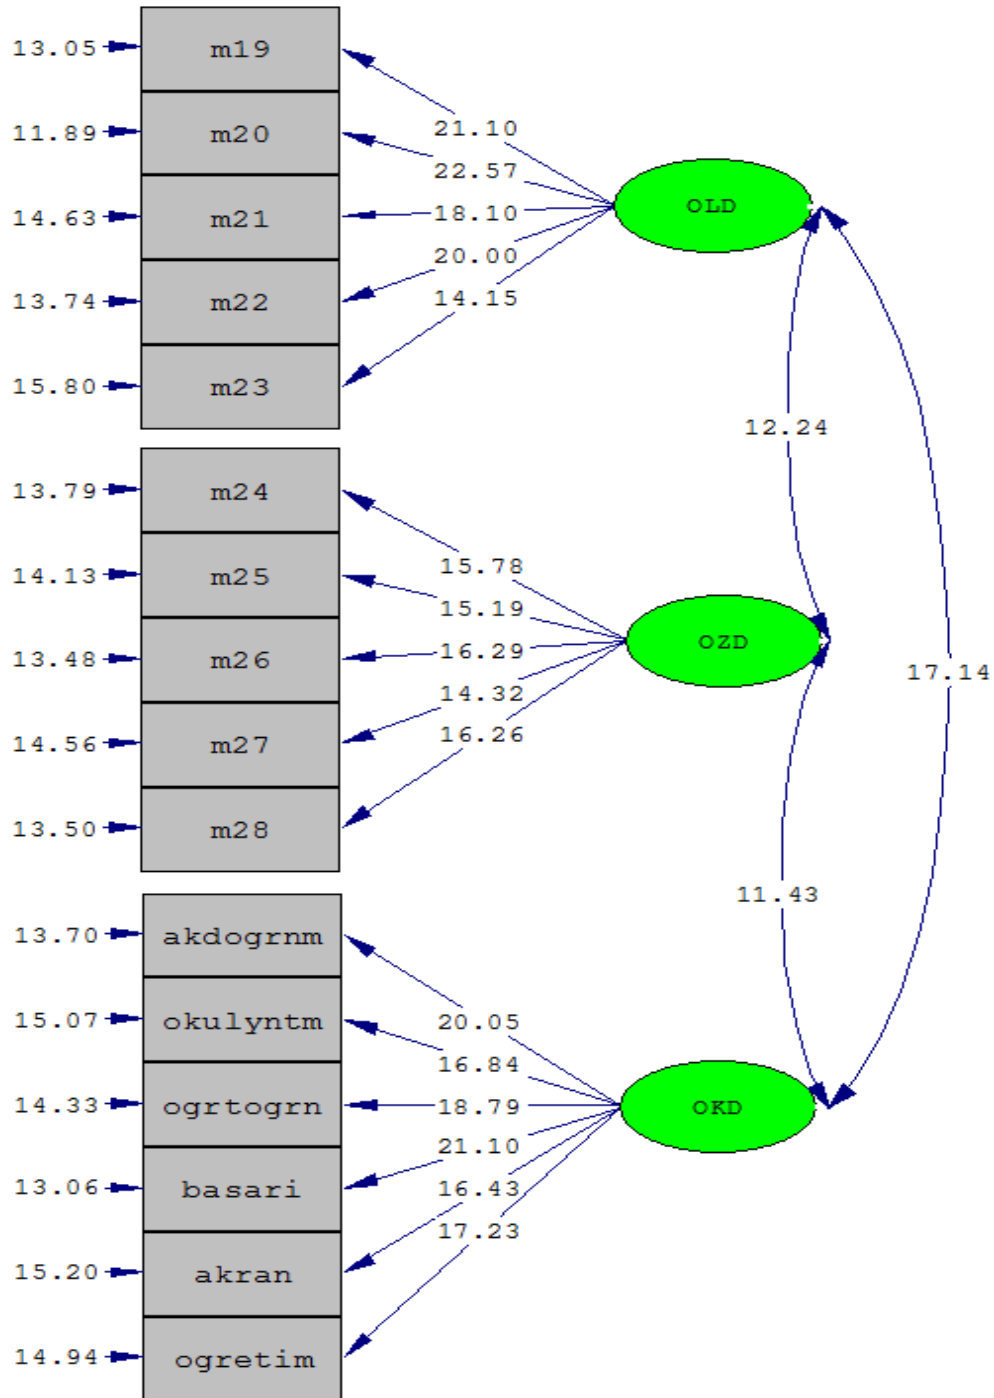 13.05 m19
21.10
11.89 m20
22.57
OLD
14.63 m21
18.10
20.00
13.74 m22
14.15
15.80 m23
12.24
13.79 m24
15.78
14.13 m25
15.19
OZD
13.48 m26
16.29
17.14
14.32
14.56 m27
16.26
13.50 m28
11.43
13.70 akdogrnm
20.05
15.07 okulyntm
16.84
14.33 ogrtogrn
18.79
OKD
21.10
13.06 basari
16.43
17.23
15.20 akran
14.94 ogretim